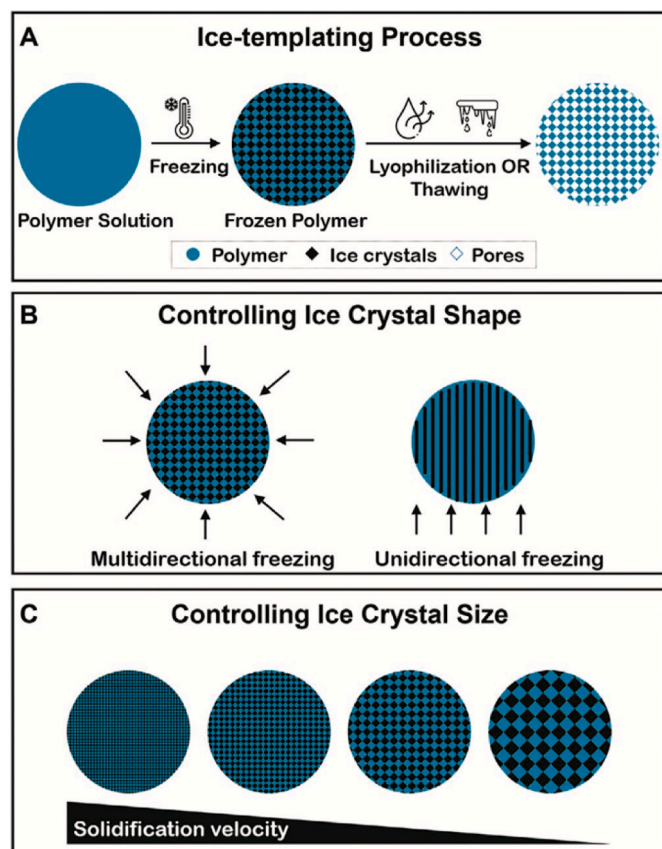 A
Ice-templating Process
Freezing
Lyophilization OR
Thawing
Polymer Solution
Frozen Polymer
Polymer
Ice crystals
Pores
B
Controlling Ice Crystal Shape
Multidirectional freezing
Unidirectional freezing
C
Controlling Ice Crystal Size
Solidification velocity